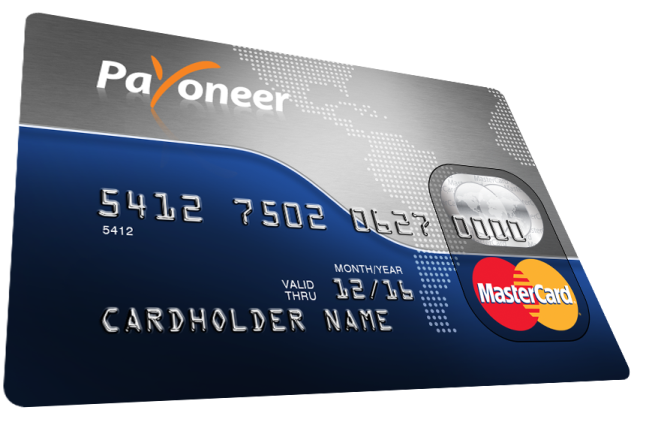 Payoneer
5412 7502 0627 0000
5412
MONTH/YEAR
VALID
THRU
12/16
CARDHOLDER NAME
MasterCard